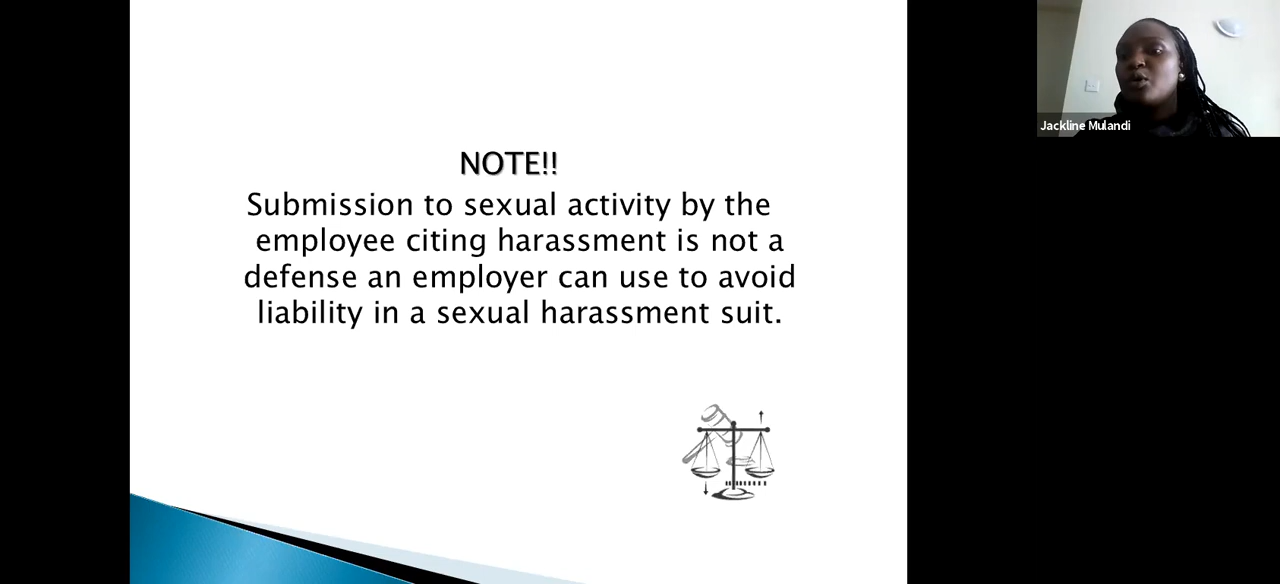 NOTE!!
Submission to sexual activity by the
employee citing harassment is not a
defense an employer can use to avoid
liability in a sexual harassment suit.
Jackline Mulandi